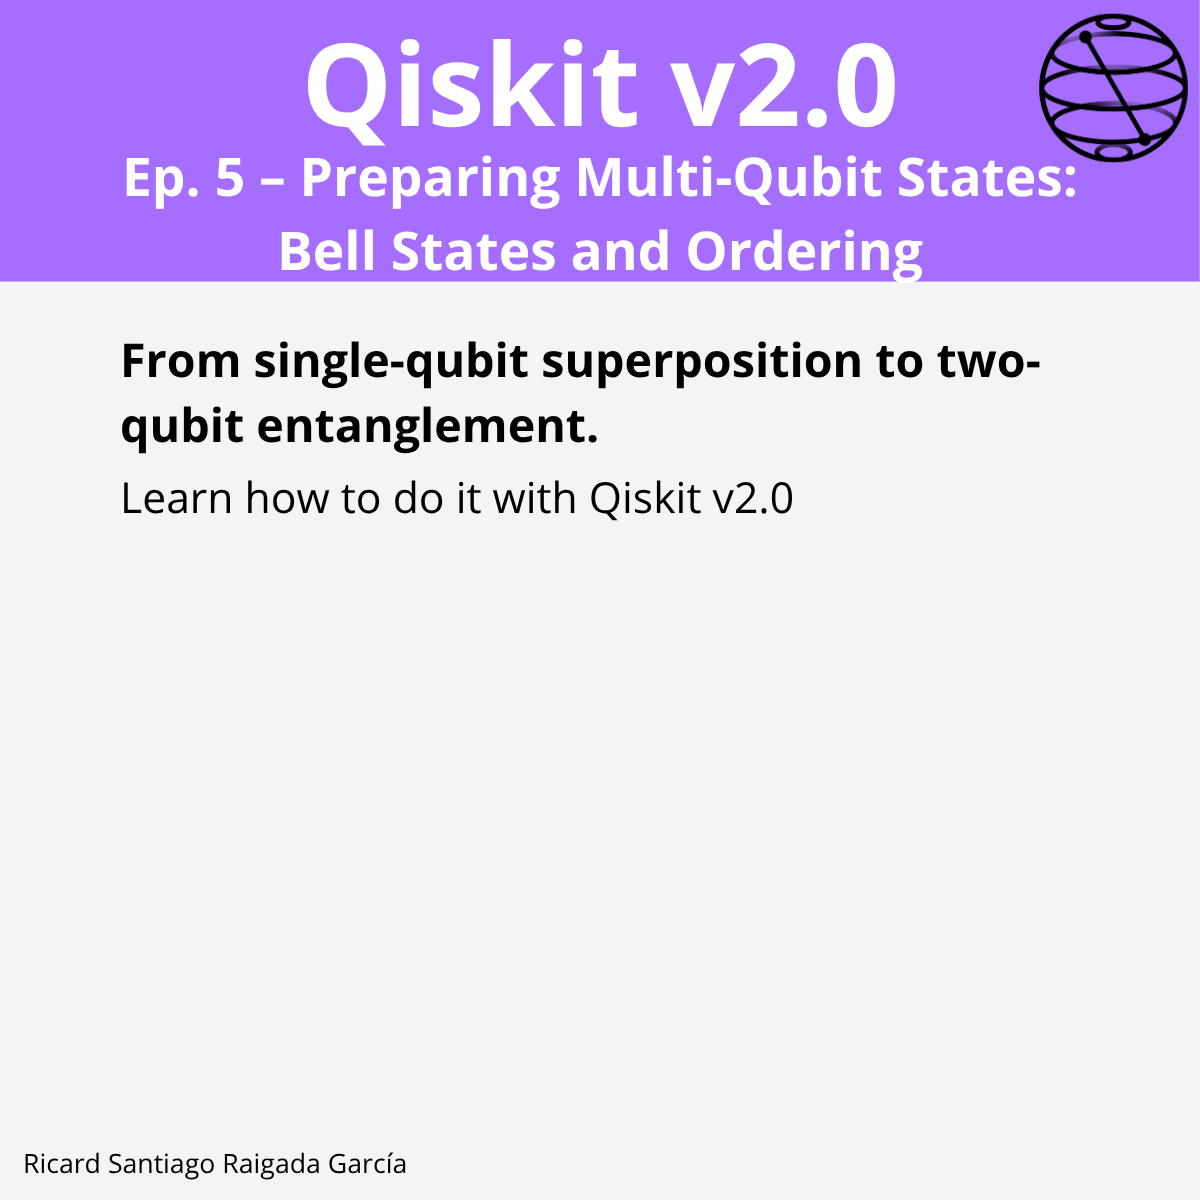 Qiskit v2.0
Ep. 5 – Preparing Multi-Qubit States:
Bell States and Ordering
From single-qubit superposition to two-
qubit entanglement.
Learn how to do it with Qiskit v2.0
Ricard Santiago Raigada García